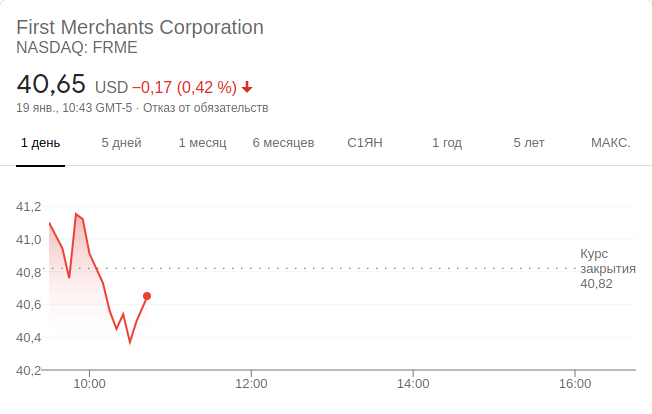 First Merchants Corporation
NASDAQ: FRME
40,65 USD −0,17 (0,42 %)
19 янв., 10:43 GMT-5 · Отказ от обязательств
1 день 5 дней 1 месяц 6 месяцев С1ЯН 1 год 5 лет МАКС.
41,2
41,0
40,8
40,6
40,4
40,2
Курс
закрытия
40,82
10:00 12:00 14:00 16:00